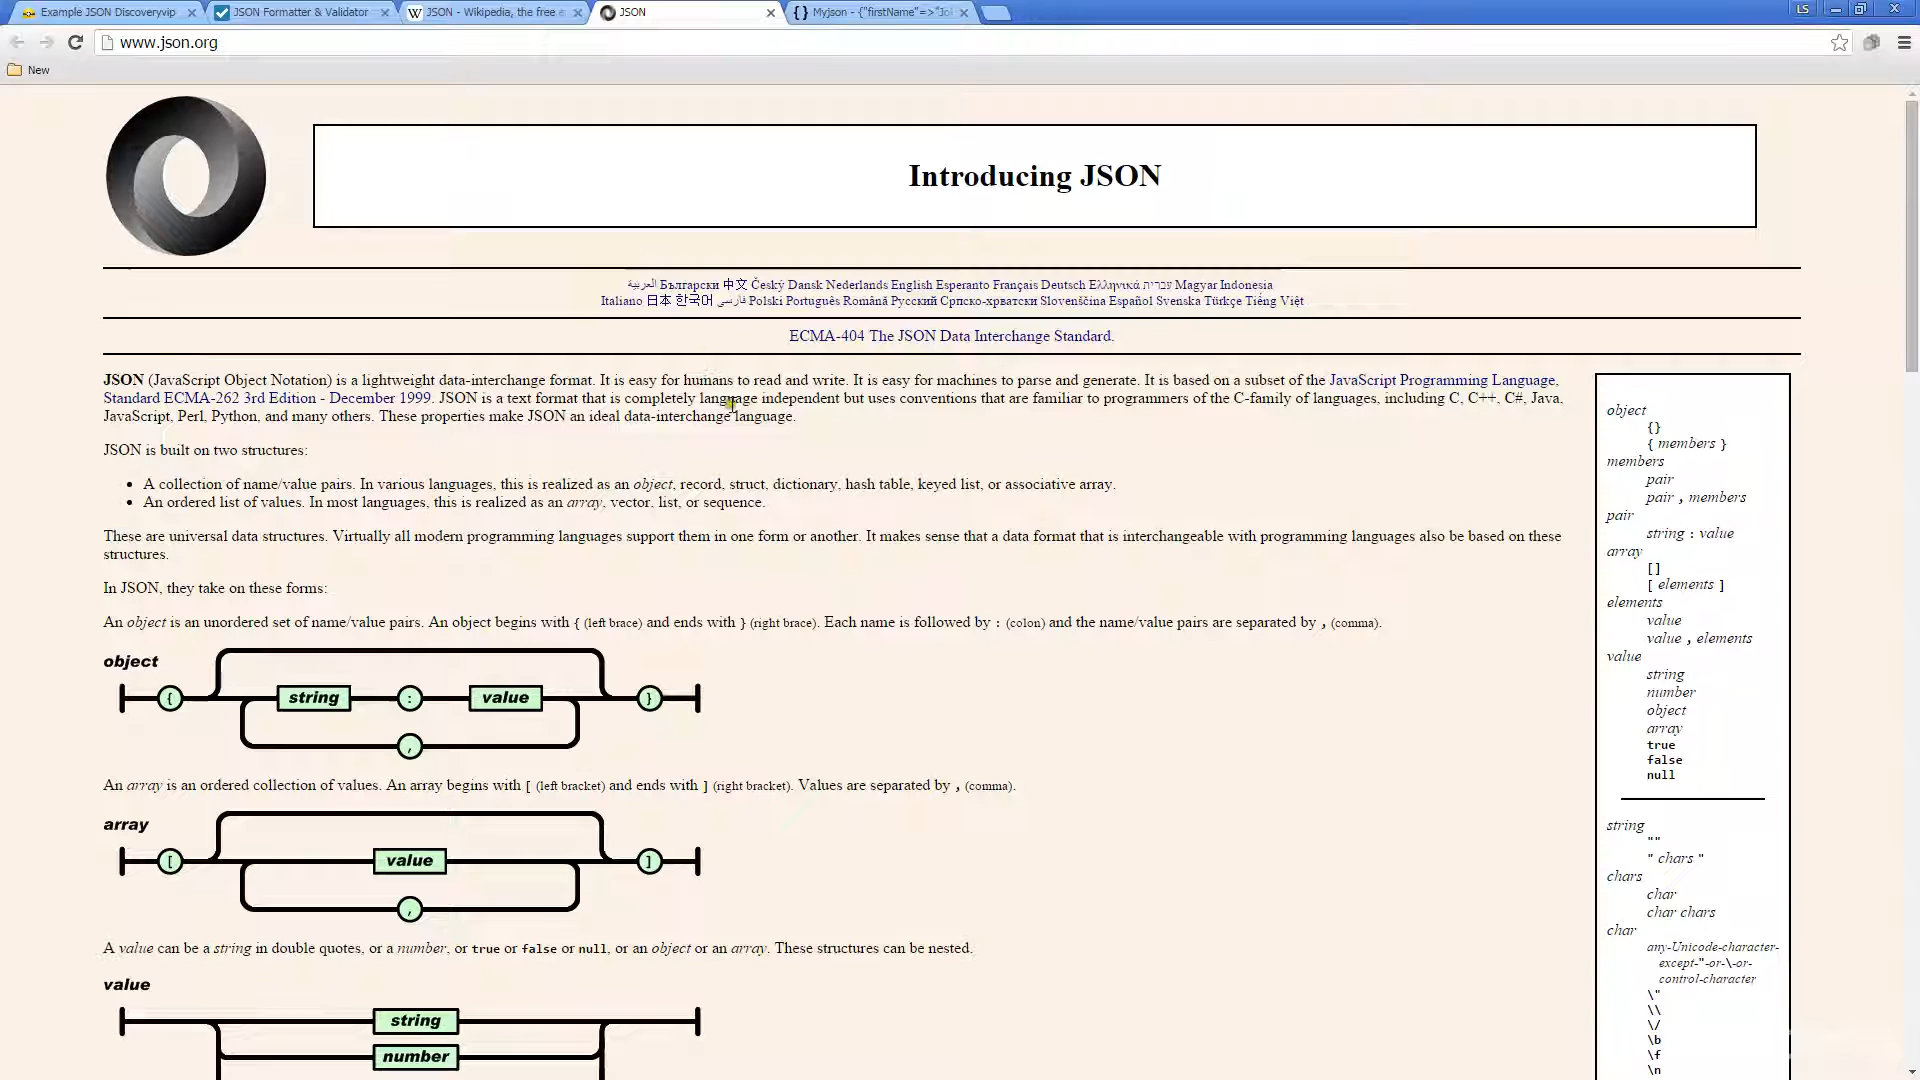 Example JSON Discoveryvip
JSON Formatter & Validator
JSON - Wikipedia, the free e
JSON
Myjson - {"firstName"=>"Jo
LS
www.json.org
New
Introducing JSON
العربية Български 中文 Český Dansk Nederlands English Esperanto Français Deutsch Ελληνικά עברית Magyar Indonesia
Italiano 日本 한국어 فارسی Polski Português Română Русский Српско-хрватски Slovenščina Español Svenska Türkçe Tiếng Việt
ECMA-404 The JSON Data Interchange Standard.
JSON (JavaScript Object Notation) is a lightweight data-interchange format. It is easy for humans to read and write. It is easy for machines to parse and generate. It is based on a subset of the JavaScript Programming Language,
Standard ECMA-262 3rd Edition - December 1999. JSON is a text format that is completely language independent but uses conventions that are familiar to programmers of the C-family of languages, including C, C++, C#, Java,
JavaScript, Perl, Python, and many others. These properties make JSON an ideal data-interchange language.
JSON is built on two structures:
• A collection of name/value pairs. In various languages, this is realized as an object, record, struct, dictionary, hash table, keyed list, or associative array.
• An ordered list of values. In most languages, this is realized as an array, vector, list, or sequence.
These are universal data structures. Virtually all modern programming languages support them in one form or another. It makes sense that a data format that is interchangeable with programming languages also be based on these
structures.
In JSON, they take on these forms:
An object is an unordered set of name/value pairs. An object begins with { (left brace) and ends with } (right brace). Each name is followed by : (colon) and the name/value pairs are separated by , (comma).
object
{ string : value }
,
An array is an ordered collection of values. An array begins with [ (left bracket) and ends with ] (right bracket). Values are separated by , (comma).
array
[ value ]
,
A value can be a string in double quotes, or a number, or true or false or null, or an object or an array. These structures can be nested.
value
string
number
object
{}
{ members }
members
pair
pair , members
pair
string : value
array
[]
[ elements ]
elements
value
value , elements
value
string
number
object
array
true
false
null
string
""
" chars "
chars
char
char chars
char
any-Unicode-character-
except-"-or-\-or-
control-character
\"
\\
\/
\b
\f
\n